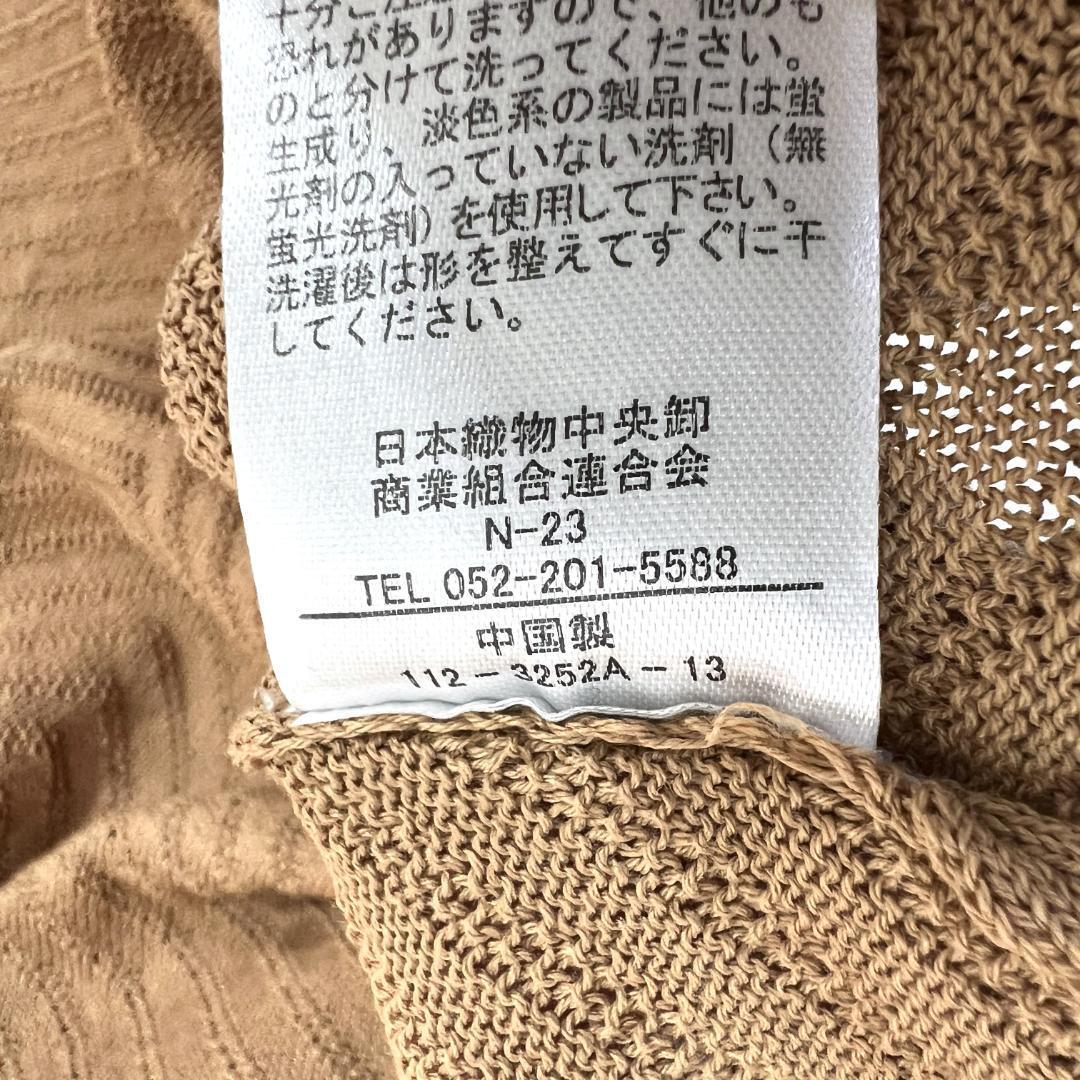 十分ご注意
恐れがありますので、他のも
のと分けて洗ってください。
生成り、淡色系の製品には蛍
光剤の入っていない洗剤（無
蛍光洗剤）を使用して下さい。
洗濯後は形を整えてすぐに干
してください。
日本織物中央卸
商業組合連合会
N-23
TEL 052-201-5588
中国製
112-3252A-13